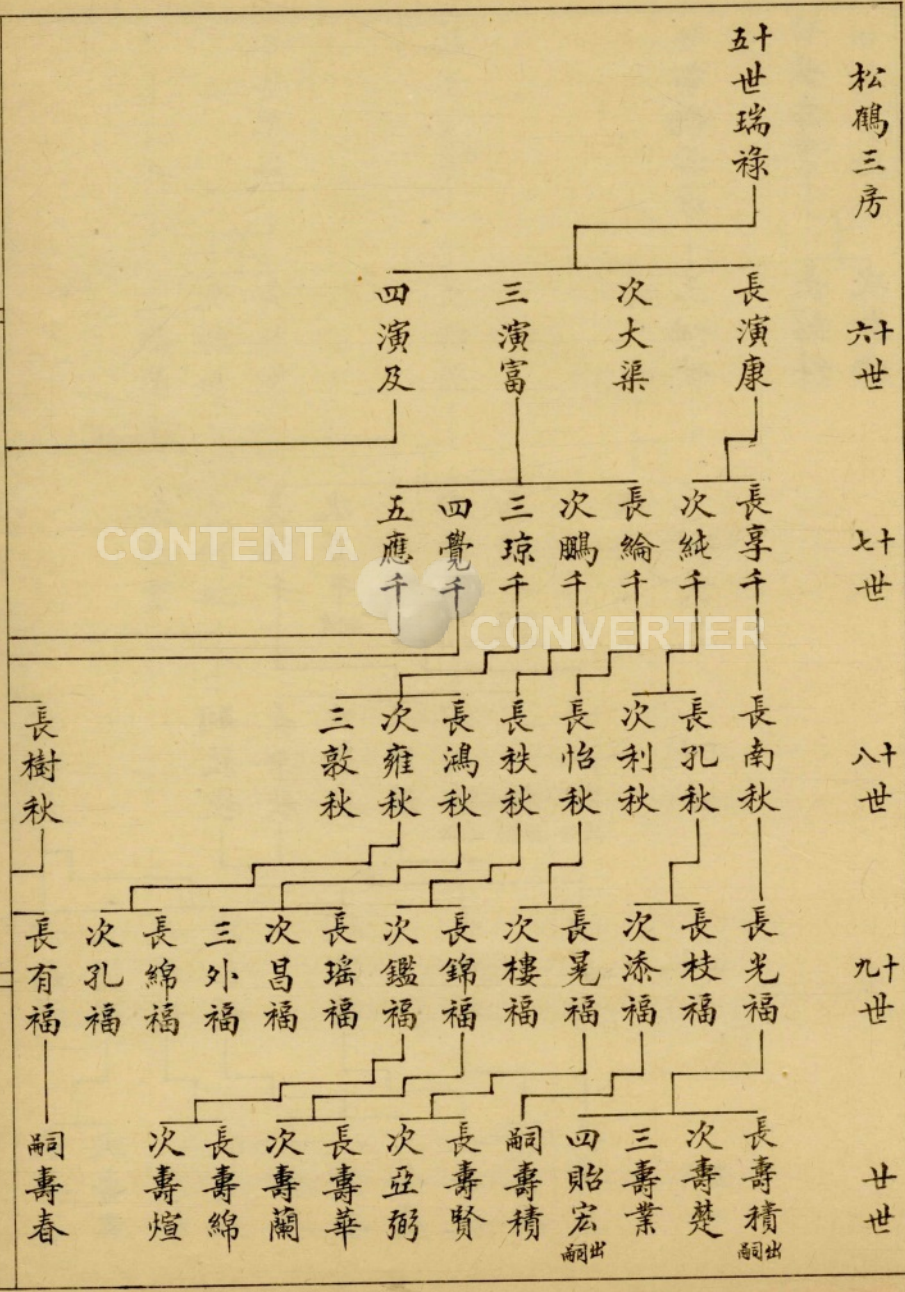 松鶴三房
十五世瑞祿
十六世
長演康
次大渠
三演富
四演及
十七世
長享千
次純千
長綸千
次鵬千
三琼千
四覺千
五應千
十八世
長南秋
長孔秋
次利秋
長怡秋
長秩秋
長鴻秋
次雍秋
三敦秋
長樹秋
十九世
長光福
長枝福
次添福
長晃福
次樓福
長錦福
次鑑福
長瑶福
次昌福
三外福
長綿福
次孔福
長有福
廿世
長壽積出嗣
次壽楚
三壽業
四貽宏出嗣
嗣壽積
長壽賢
次亞弼
長壽華
次壽蘭
長壽綿
次壽煊
嗣壽春
CONTENTA
CONVERTER